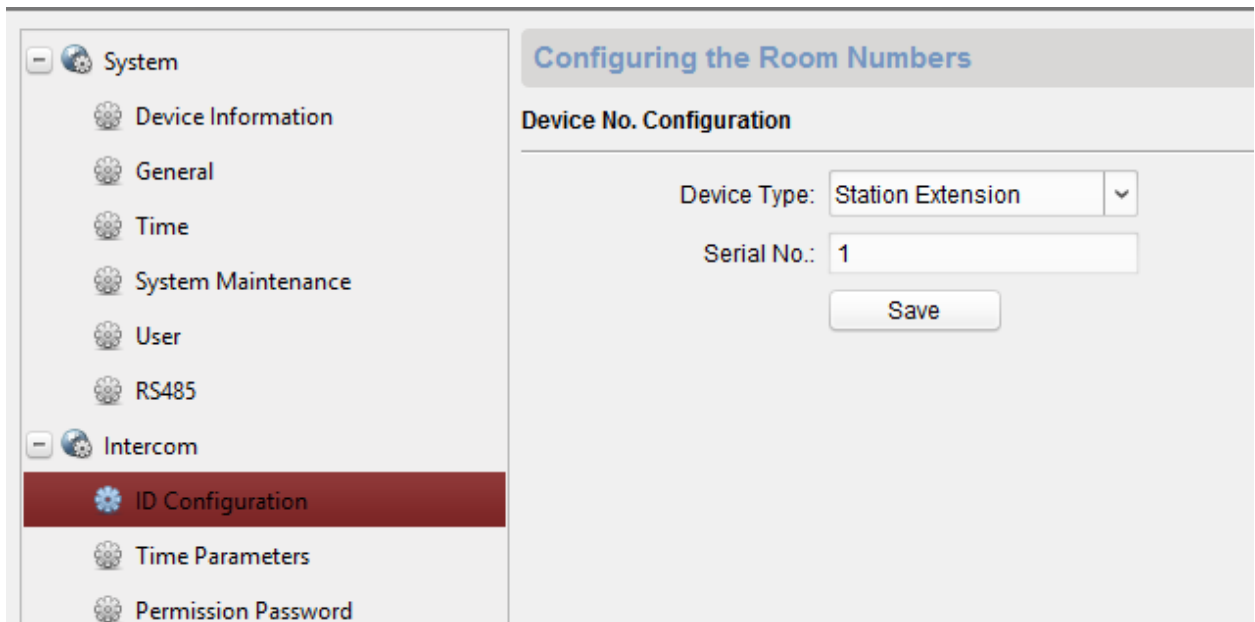 System
Device Information
General
Time
System Maintenance
User
RS485
Intercom
ID Configuration
Time Parameters
Permission Password
Configuring the Room Numbers
Device No. Configuration
Device Type: Station Extension
Serial No.: 1
Save